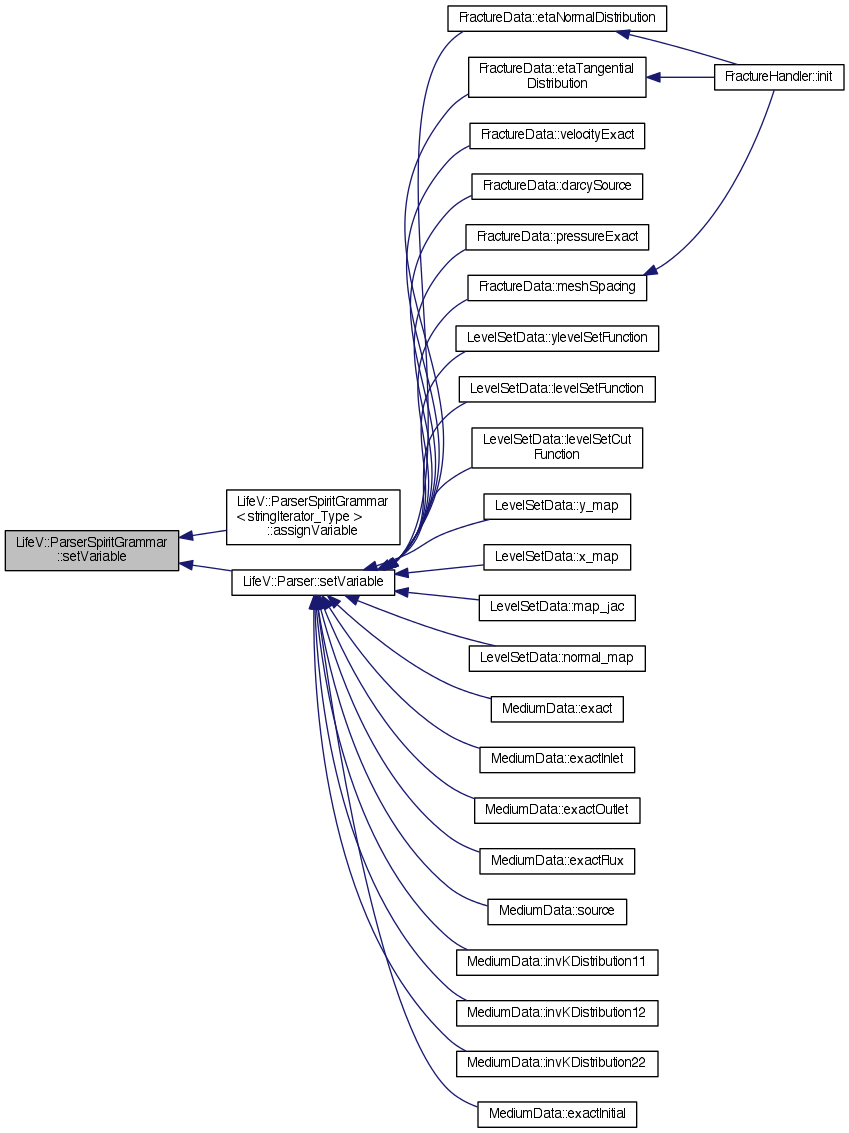 FractureData::etaNormalDistribution
FractureData::etaTangential
Distribution
FractureHandler::init
FractureData::velocityExact
FractureData::darcySource
FractureData::pressureExact
FractureData::meshSpacing
LevelSetData::ylevelSetFunction
LevelSetData::levelSetFunction
LevelSetData::levelSetCut
Function
LifeV::ParserSpiritGrammar
::setVariable
LifeV::ParserSpiritGrammar
< stringIterator_Type >
::assignVariable
LifeV::Parser::setVariable
LevelSetData::y_map
LevelSetData::x_map
LevelSetData::map_jac
LevelSetData::normal_map
MediumData::exact
MediumData::exactInlet
MediumData::exactOutlet
MediumData::exactFlux
MediumData::source
MediumData::invKDistribution11
MediumData::invKDistribution12
MediumData::invKDistribution22
MediumData::exactInitial